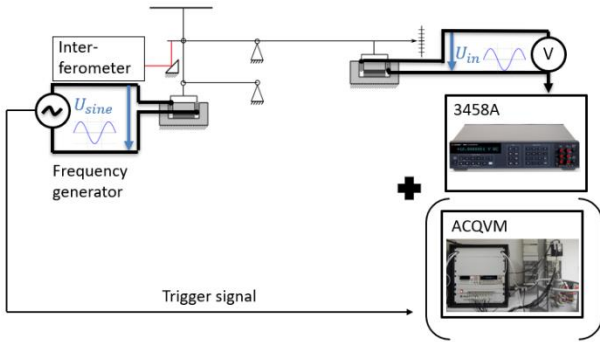 Inter-
ferometer
U_in
V
U_sine
3458A
Frequency
generator
ACQVM
Trigger signal